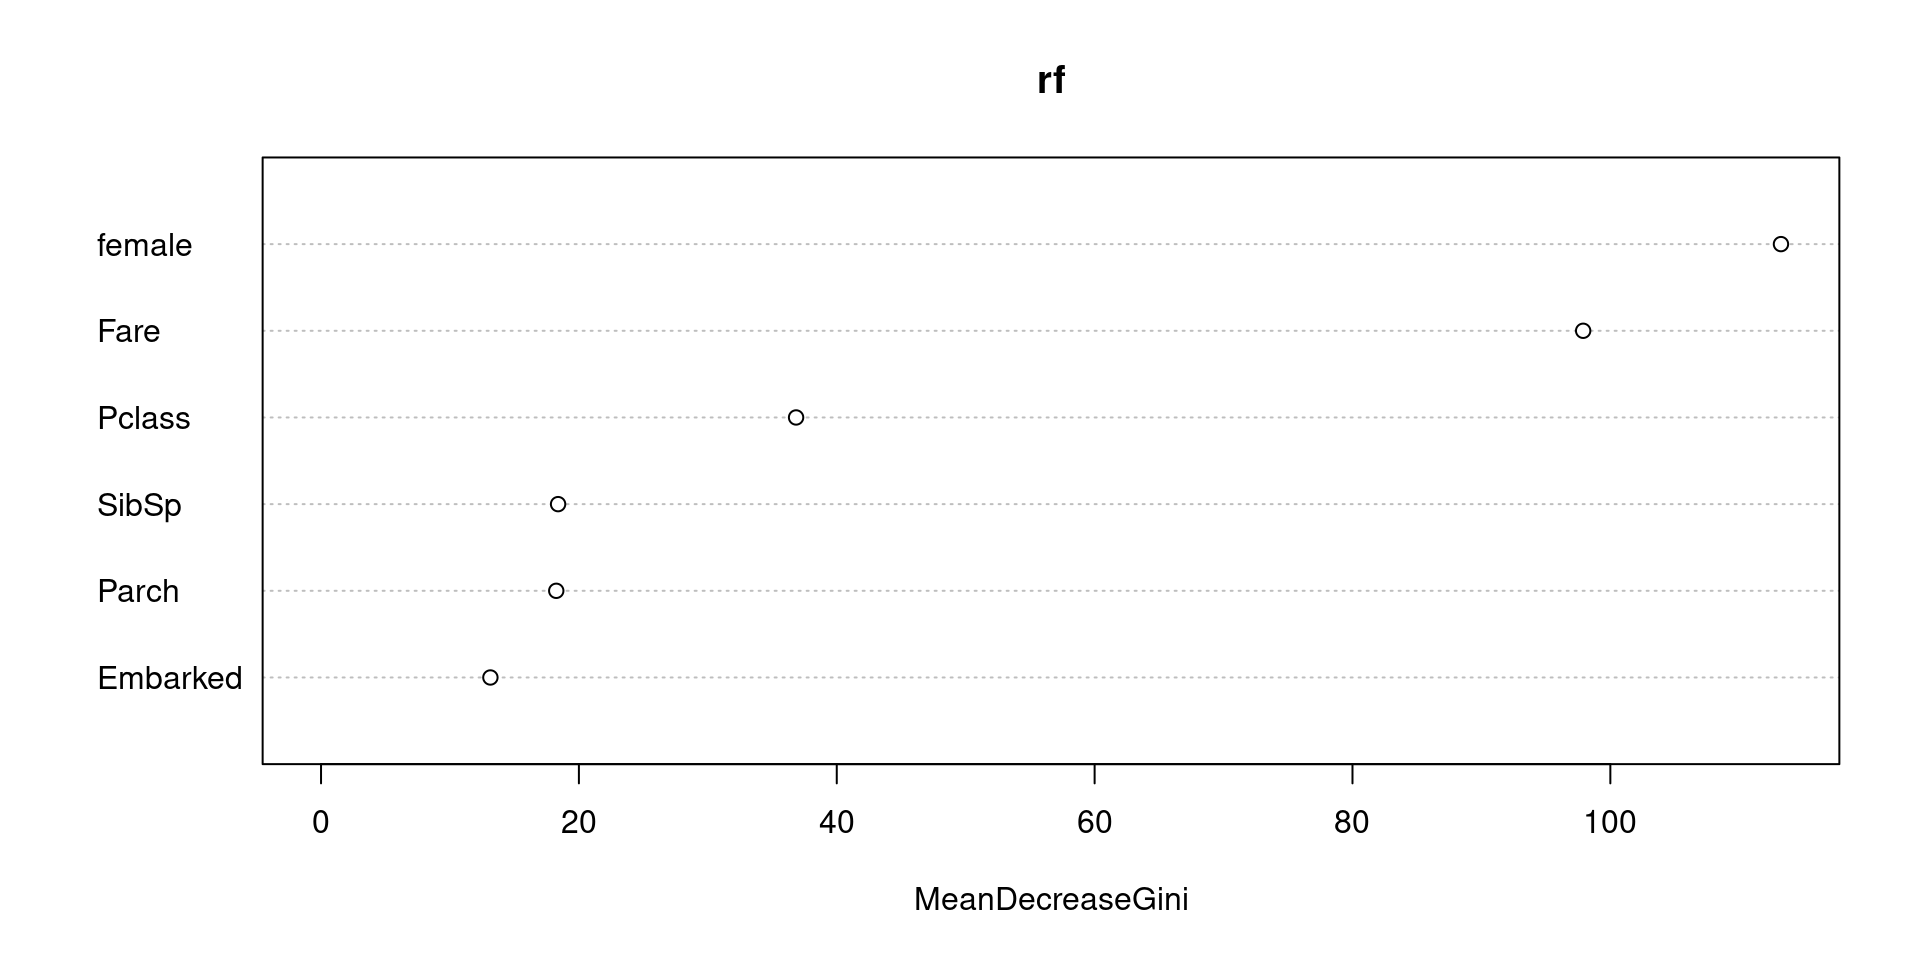 rf
female
Fare
Pclass
SibSp
Parch
Embarked
0 20 40 60 80 100
MeanDecreaseGini